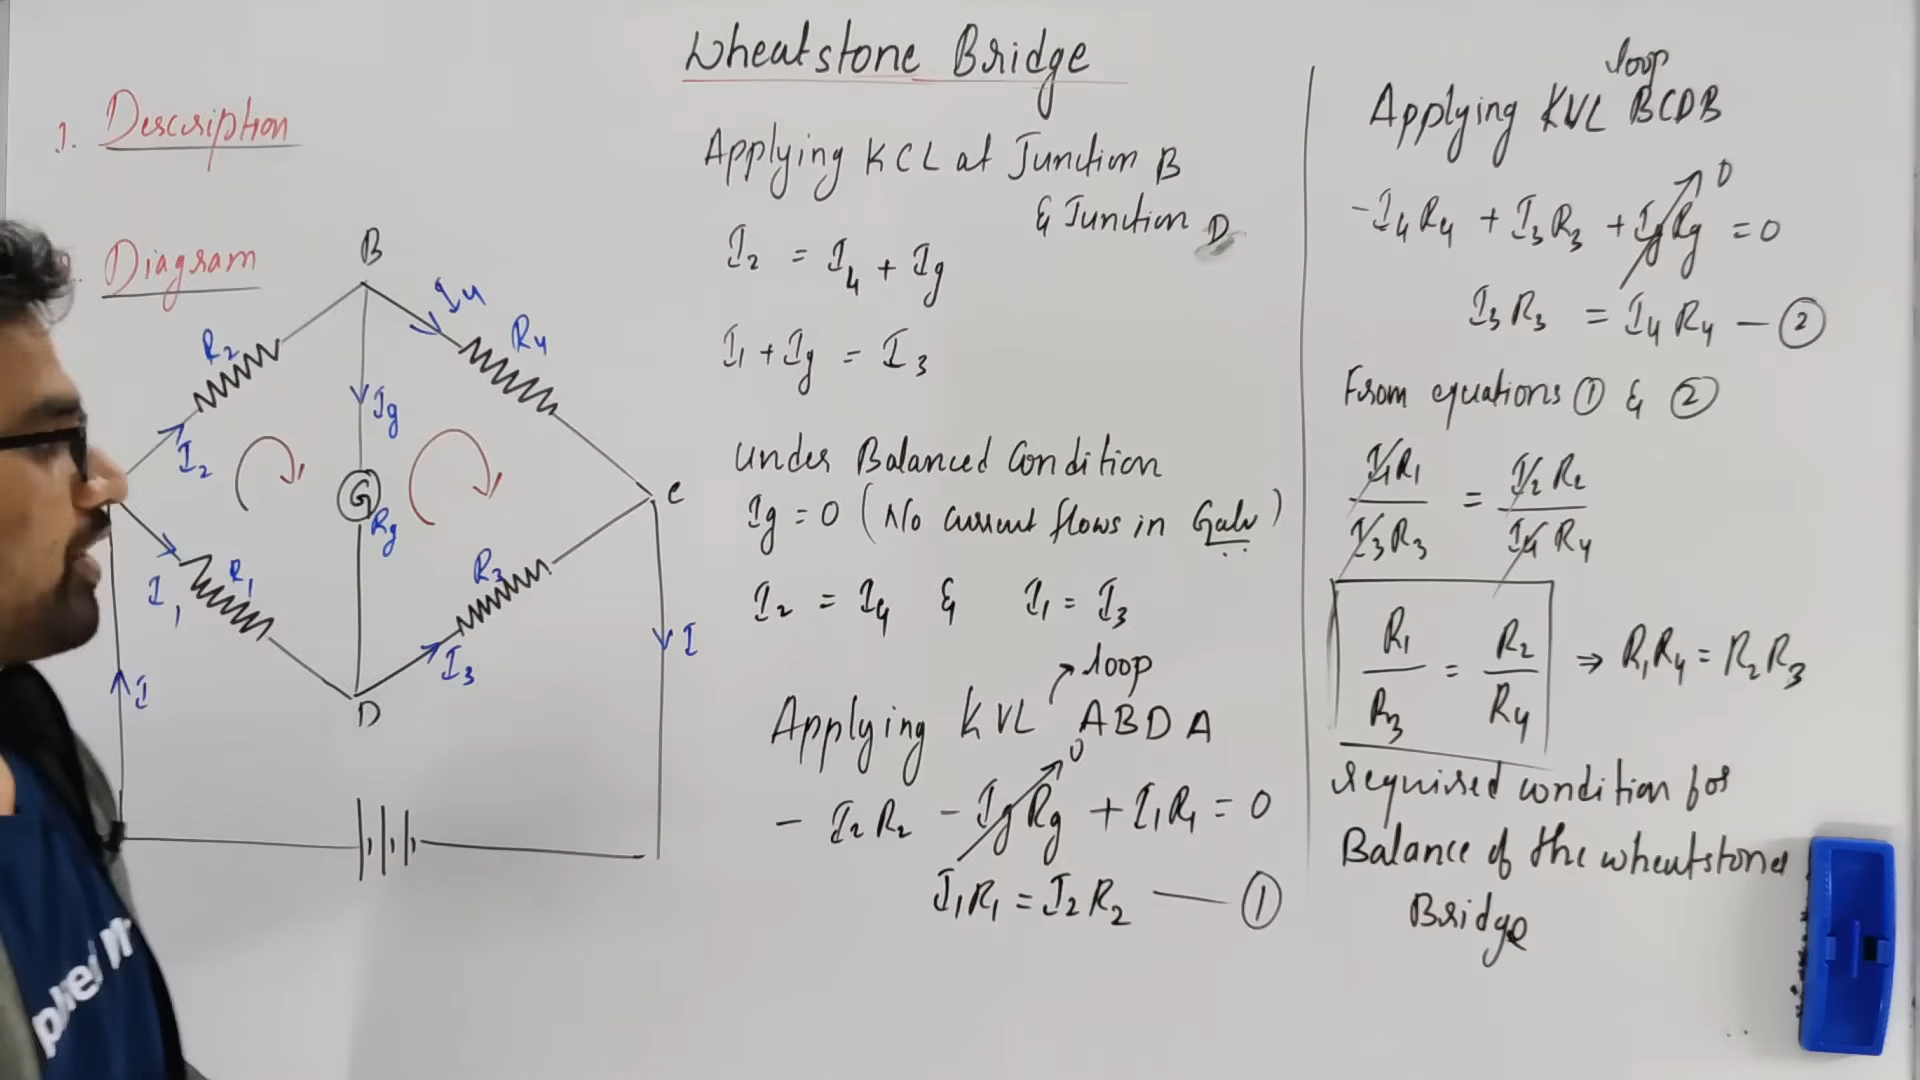 Wheatstone Bridge
1. Description
Diagram
B
I4
R2
R4
Ig
I2
G
Rg
C
I1
R1
R3
I3
I
I
D
Applying KCL at Junction B
& Junction D
I2 = I4 + Ig
I1 + Ig = I3
Under Balanced Condition
Ig = 0 (No current flows in Galv)
I2 = I4 & I1 = I3
loop
Applying KVL ABDA
0
- I2R2 - IgRg + I1R1 = 0
I1R1 = I2R2 — ①
loop
Applying KVL BCDB
0
-I4R4 + I3R3 + IgRg = 0
I3R3 = I4R4 — ②
From equations ① & ②
I1R1 / I3R3 = I2R2 / I4R4
R1 / R3 = R2 / R4 ⇒ R1R4 = R2R3
required condition for
Balance of the wheatstone
Bridge